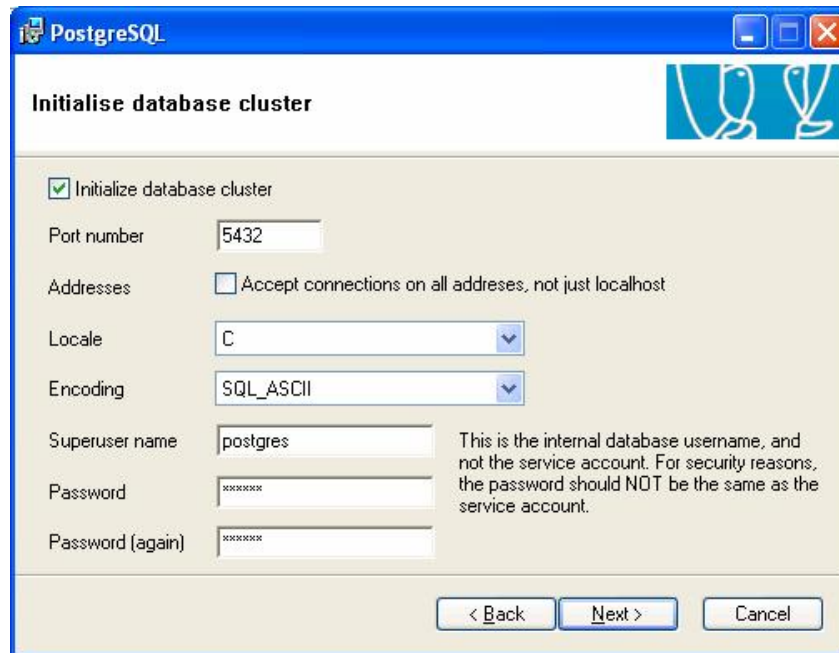 PostgreSQL
Initialise database cluster
Initialize database cluster
Port number 5432
Addresses Accept connections on all addreses, not just localhost
Locale C
Encoding SQL_ASCII
Superuser name postgres
This is the internal database username, and
not the service account. For security reasons,
the password should NOT be the same as the
service account.
Password ******
Password (again) ******
< Back Next > Cancel